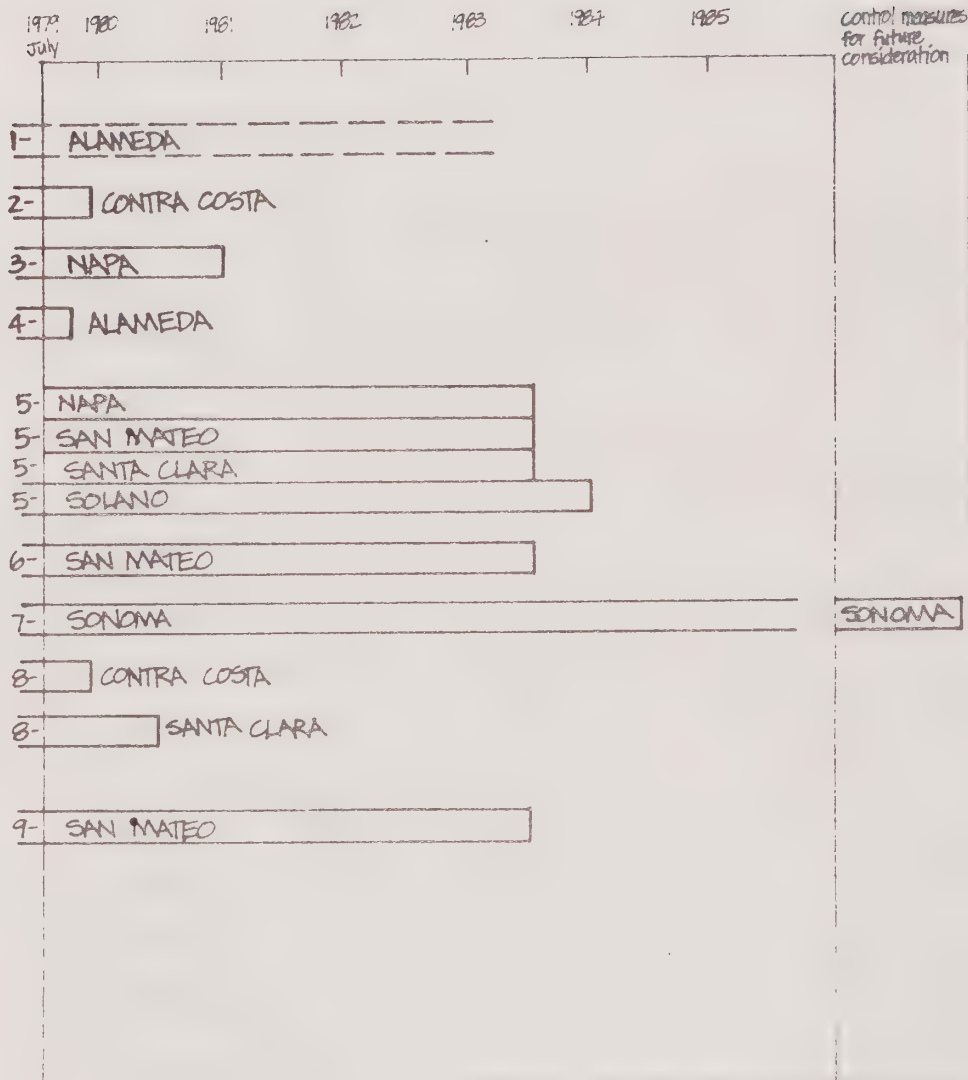 1979 1980 1981 1982 1983 1984 1985 control measures
July for future
consideration
1- ALAMEDA
2- CONTRA COSTA
3- NAPA
4- ALAMEDA
5- NAPA
5- SAN MATEO
5- SANTA CLARA
5- SOLANO
6- SAN MATEO
7- SONOMA SONOMA
8- CONTRA COSTA
8- SANTA CLARA
9- SAN MATEO